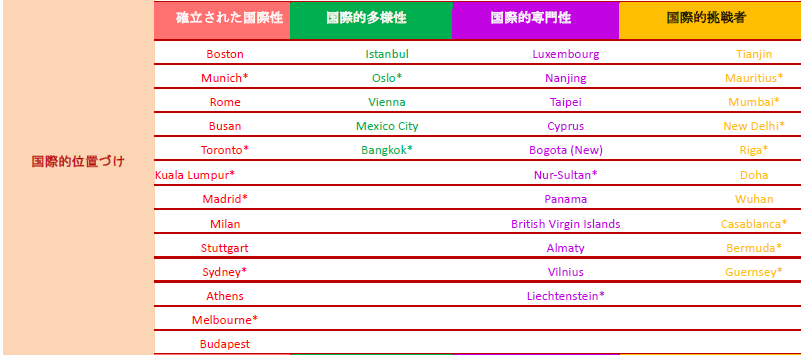 確立された国際性 国際的多様性 国際的専門性 国際的挑戦者
Boston Istanbul Luxembourg Tianjin
Munich* Oslo* Nanjing Mauritius*
Rome Vienna Taipei Mumbai*
Busan Mexico City Cyprus New Delhi*
国際的位置づけ Toronto* Bangkok* Bogota (New) Riga*
Kuala Lumpur* Nur-Sultan* Doha
Madrid* Panama Wuhan
Milan British Virgin Islands Casablanca*
Stuttgart Almaty Bermuda*
Sydney* Vilnius Guernsey*
Athens Liechtenstein*
Melbourne*
Budapest